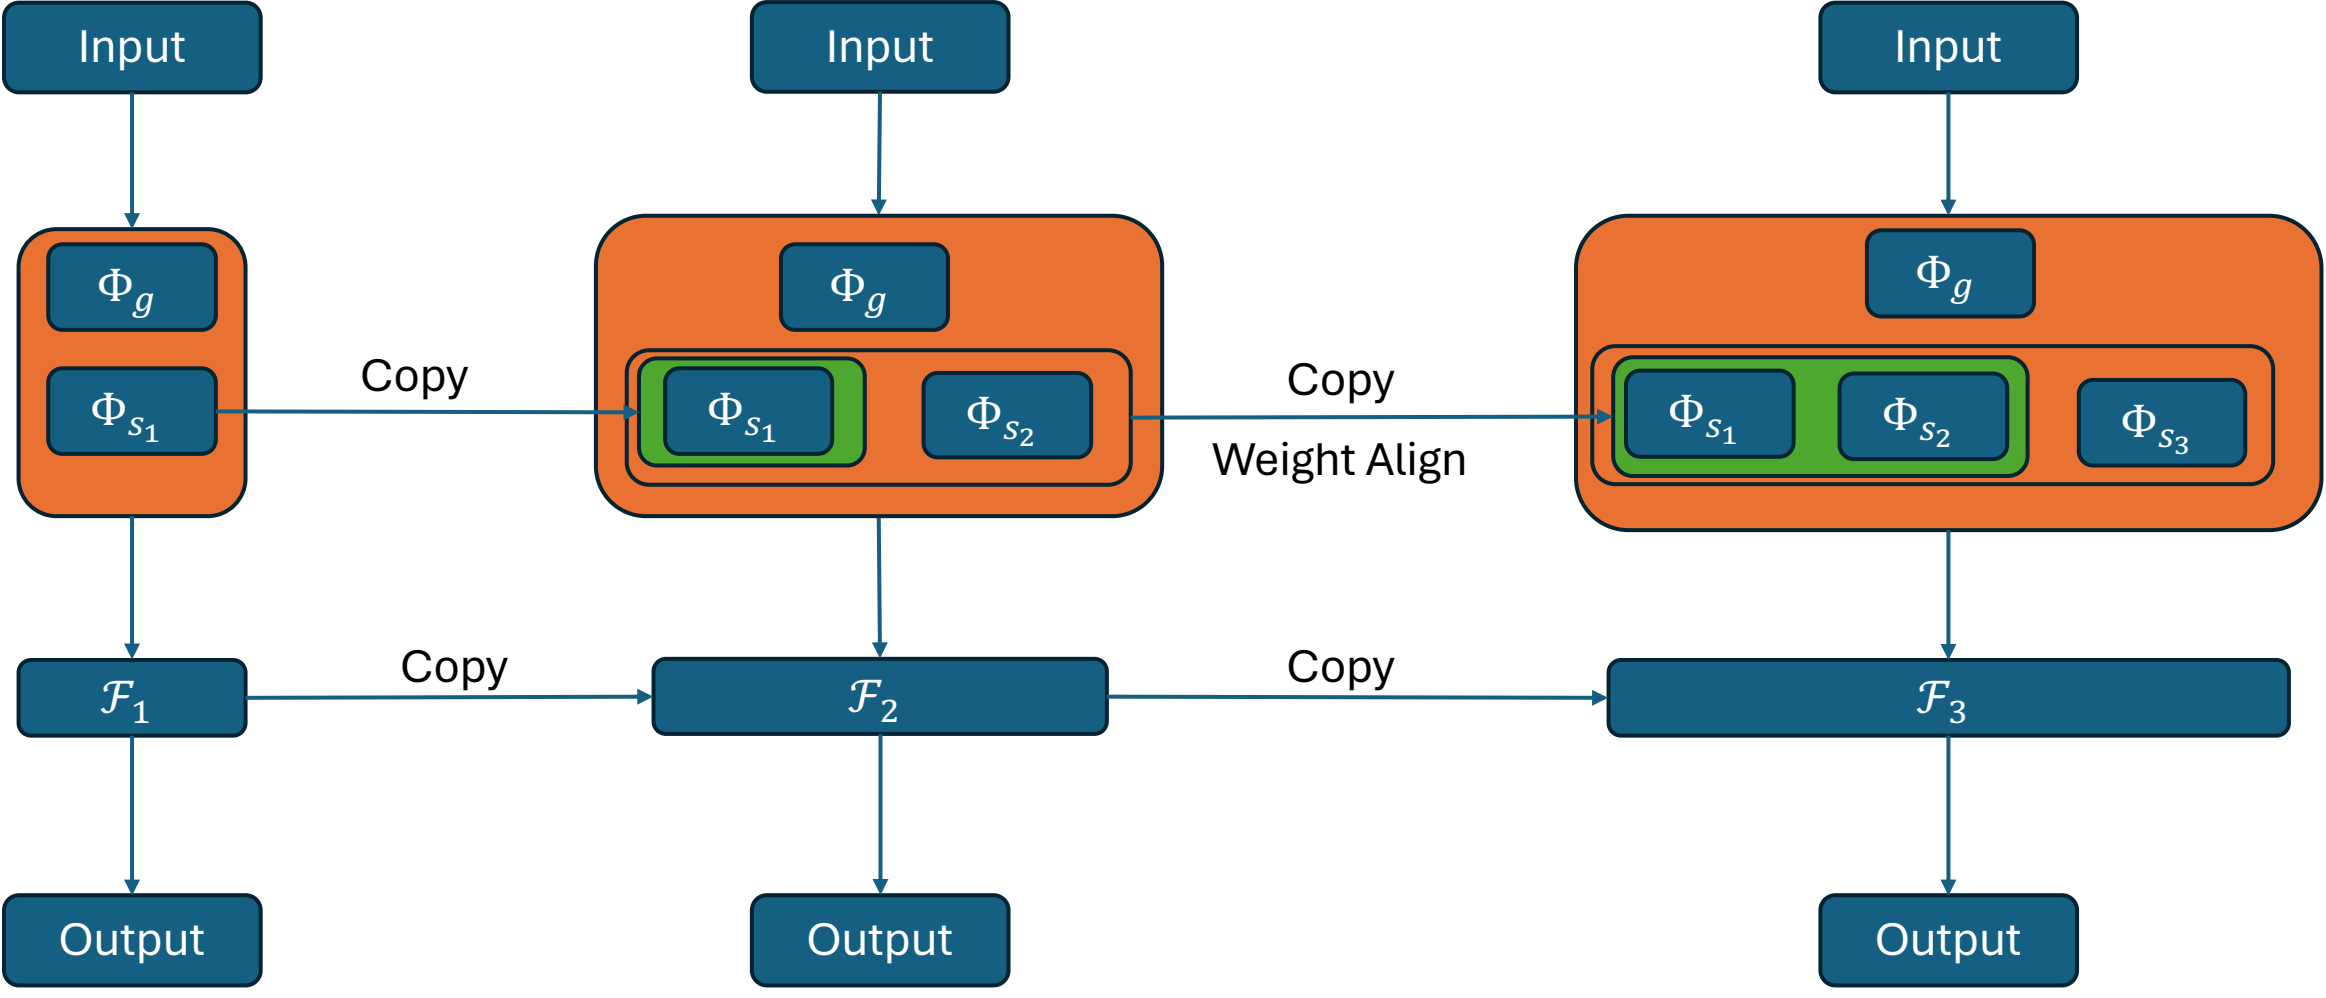 Input
Input
Input
Φg
Φg
Φg
Φs1
Copy
Φs1
Φs2
Copy
Weight Align
Φs1
Φs2
Φs3
ℱ1
Copy
ℱ2
Copy
ℱ3
Output
Output
Output